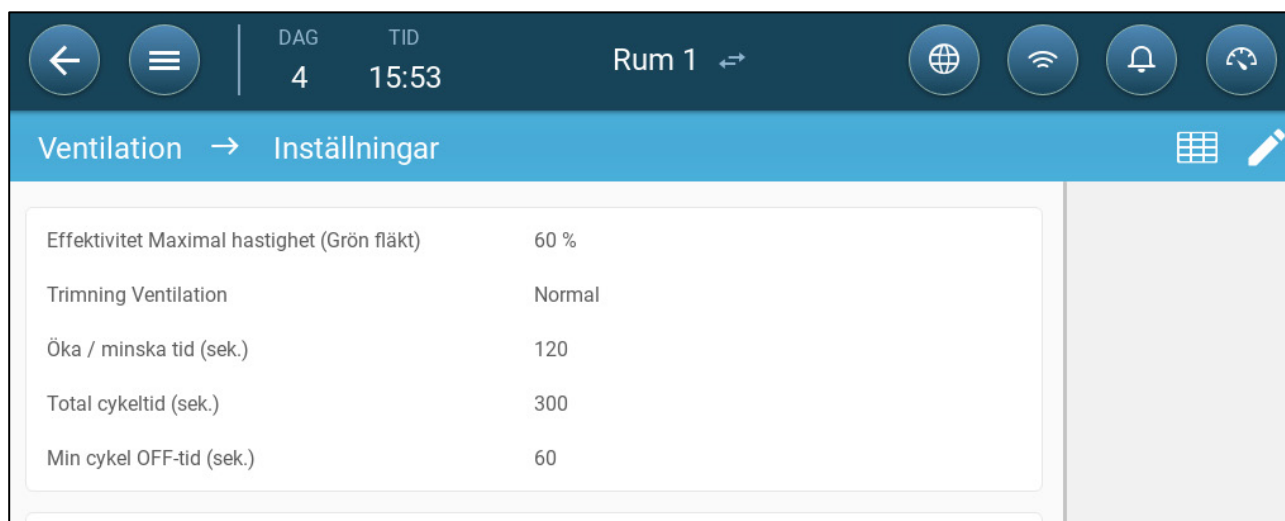 DAG TID
4 15:53
Rum 1
Ventilation → Inställningar
Effektivitet Maximal hastighet (Grön fläkt) 60 %
Trimning Ventilation Normal
Öka / minska tid (sek.) 120
Total cykeltid (sek.) 300
Min cykel OFF-tid (sek.) 60